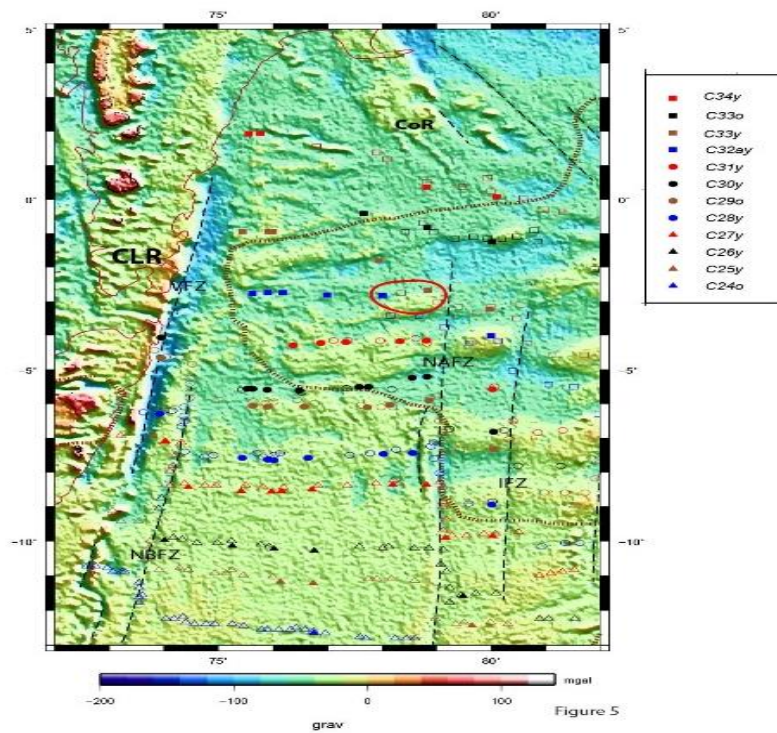 75° 80°
5° 5°
C34y
C33o
C33y
C32ay
C31y
C30y
C29o
C28y
C27y
C26y
C25y
C24o
CoR
0° 0°
CLR
VFZ
NAFZ
−5° −5°
IFZ
−10° −10°
NBFZ
75° 80°
mgal
−200 −100 0 100
Figure 5
grav